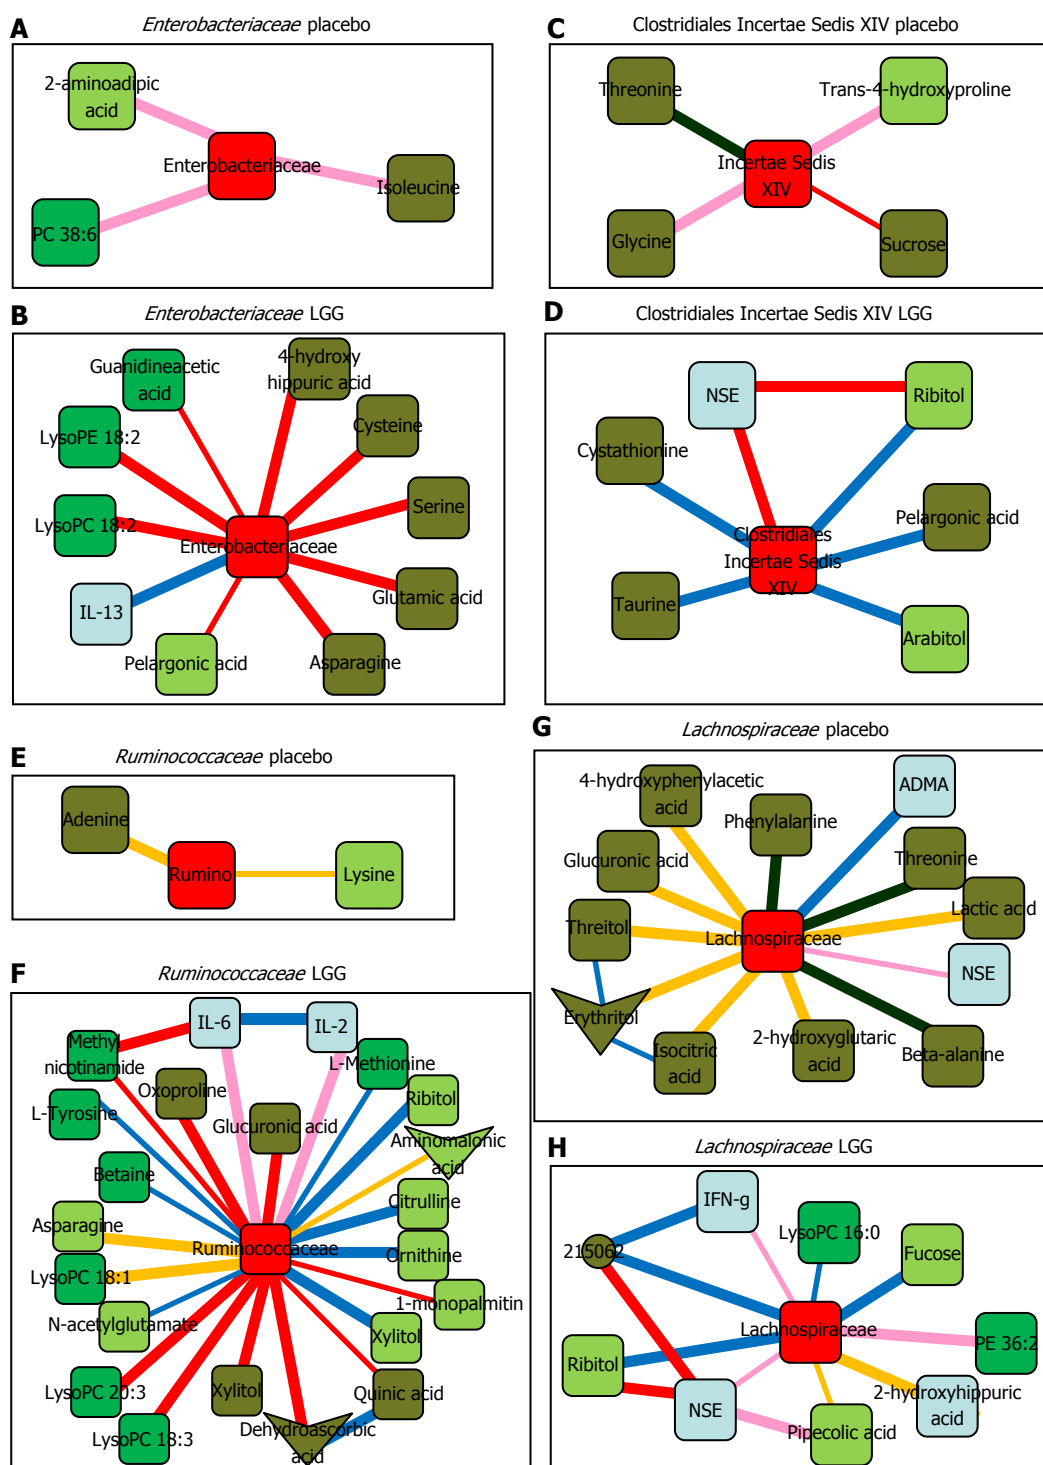 A
Enterobacteriaceae placebo
2-aminoadipic
acid
Enterobacteriaceae
Isoleucine
PC 38:6
C
Clostridiales Incertae Sedis XIV placebo
Threonine
Trans-4-hydroxyproline
Incertae Sedis
XIV
Glycine
Sucrose
B
Enterobacteriaceae LGG
Guanidineacetic
acid
4-hydroxy
hippuric acid
LysoPE 18:2
Cysteine
LysoPC 18:2
Serine
Enterobacteriaceae
IL-13
Glutamic acid
Pelargonic acid
Asparagine
D
Clostridiales Incertae Sedis XIV LGG
NSE
Ribitol
Cystathionine
Pelargonic acid
Clostridiales
Incertae Sedis
XIV
Taurine
Arabitol
E
Ruminococcaceae placebo
Adenine
Rumino
Lysine
G
Lachnospiraceae placebo
4-hydroxyphenylacetic
acid
ADMA
Phenylalanine
Glucuronic acid
Threonine
Threitol
Lactic acid
Lachnospiraceae
NSE
Erythritol
Isocitric
acid
2-hydroxyglutaric
acid
Beta-alanine
F
Ruminococcaceae LGG
IL-6
IL-2
Methyl
nicotinamide
L-Methionine
Oxoproline
Ribitol
L-Tyrosine
Glucuronic acid
Aminomalonic
acid
Betaine
Citrulline
Asparagine
Ruminococcaceae
Ornithine
LysoPC 18:1
1-monopalmitin
N-acetylglutamate
Xylitol
LysoPC 20:3
Xylitol
Quinic acid
LysoPC 18:3
Dehydroascorbic
acid
H
Lachnospiraceae LGG
IFN-g
LysoPC 16:0
215062
Fucose
Lachnospiraceae
PE 36:2
Ribitol
2-hydroxyhippuric
acid
NSE
Pipecolic acid